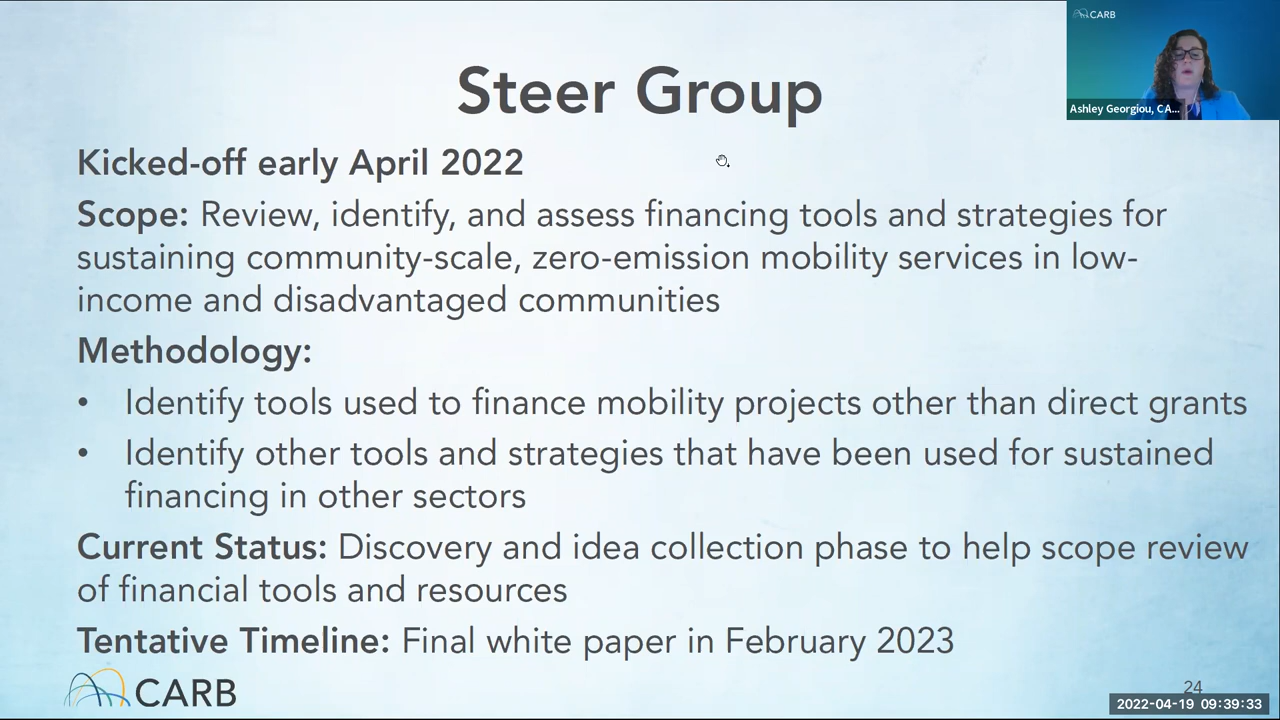 CARB
Ashley Georgiou, CA...
Steer Group
Kicked-off early April 2022
Scope: Review, identify, and assess financing tools and strategies for
sustaining community-scale, zero-emission mobility services in low-
income and disadvantaged communities
Methodology:
• Identify tools used to finance mobility projects other than direct grants
• Identify other tools and strategies that have been used for sustained
financing in other sectors
Current Status: Discovery and idea collection phase to help scope review
of financial tools and resources
Tentative Timeline: Final white paper in February 2023
CARB
24
2022-04-19 09:39:33